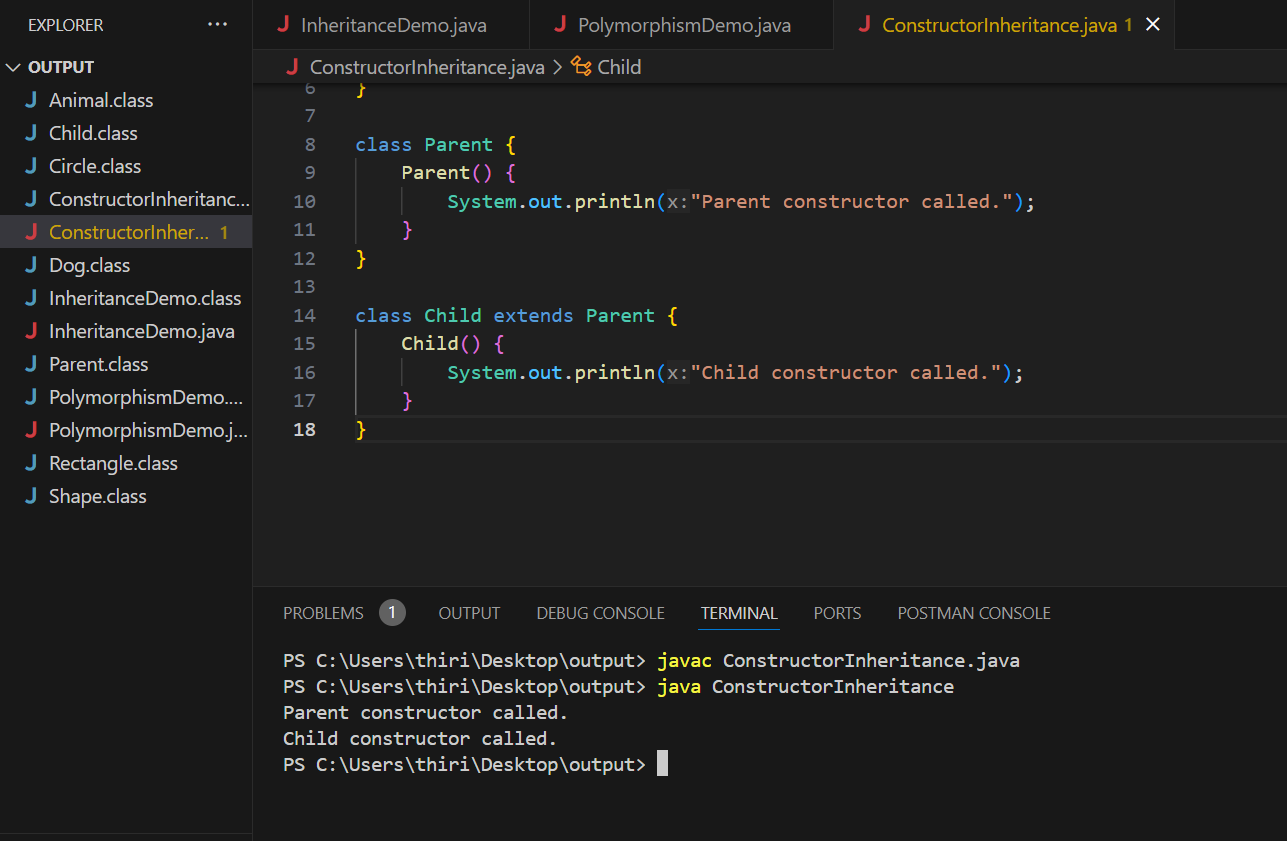 EXPLORER ...
OUTPUT
J Animal.class
J Child.class
J Circle.class
J ConstructorInheritanc...
J ConstructorInher... 1
J Dog.class
J InheritanceDemo.class
J InheritanceDemo.java
J Parent.class
J PolymorphismDemo....
J PolymorphismDemo.j...
J Rectangle.class
J Shape.class
J InheritanceDemo.java J PolymorphismDemo.java J ConstructorInheritance.java 1
J ConstructorInheritance.java > Child
6 }
7
8 class Parent {
9 Parent() {
10 System.out.println(x:"Parent constructor called.");
11 }
12 }
13
14 class Child extends Parent {
15 Child() {
16 System.out.println(x:"Child constructor called.");
17 }
18 }
PROBLEMS 1 OUTPUT DEBUG CONSOLE TERMINAL PORTS POSTMAN CONSOLE
PS C:\Users\thiri\Desktop\output> javac ConstructorInheritance.java
PS C:\Users\thiri\Desktop\output> java ConstructorInheritance
Parent constructor called.
Child constructor called.
PS C:\Users\thiri\Desktop\output>